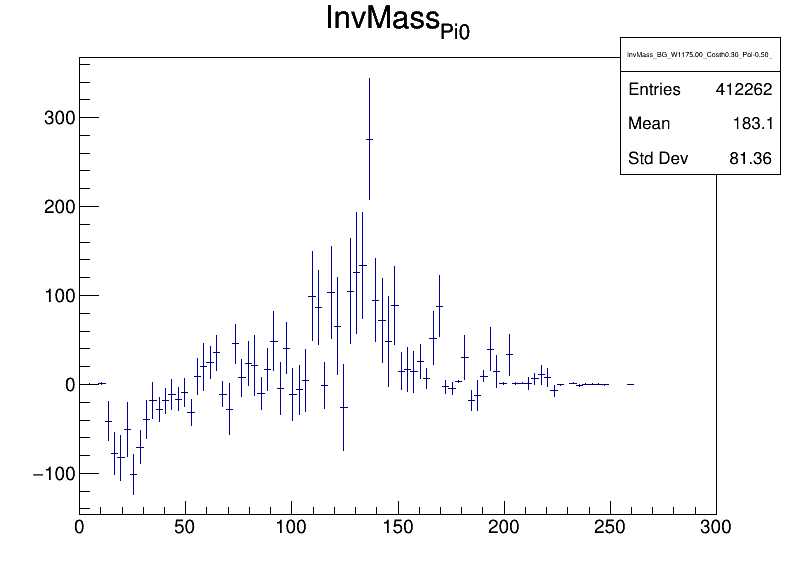 InvMass_Pi0
InvMass_BG_W1175.00_Costh0.30_Pol-0.50_
Entries 412262
Mean 183.1
Std Dev 81.36
300
200
100
0
−100
0 50 100 150 200 250 300